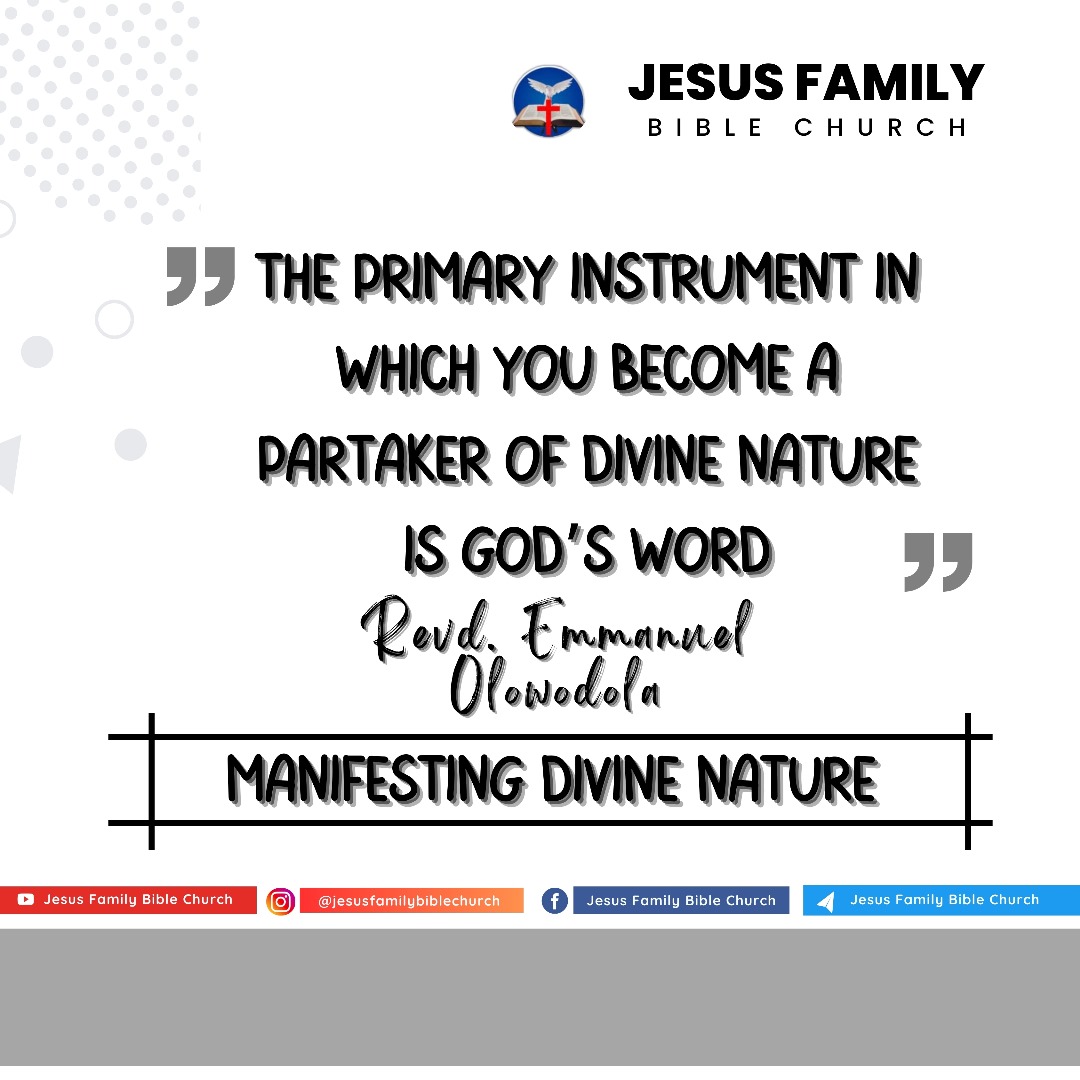 JESUS FAMILY
BIBLE CHURCH
” THE PRIMARY INSTRUMENT IN
WHICH YOU BECOME A
PARTAKER OF DIVINE NATURE
IS GOD'S WORD ”
Revd. Emmanuel
Olowodola
MANIFESTING DIVINE NATURE
Jesus Family Bible Church
@jesusfamilybiblechurch
Jesus Family Bible Church
Jesus Family Bible Church